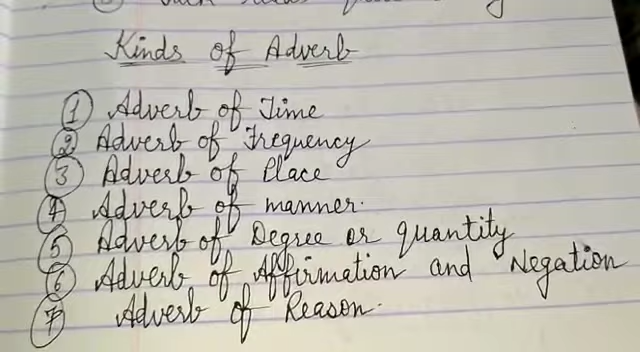 Kinds of Adverb
① Adverb of Time
② Adverb of Frequency
③ Adverb of Place
④ Adverb of manner.
⑤ Adverb of Degree or quantity
⑥ Adverb of Affirmation and Negation
⑦ Adverb of Reason.